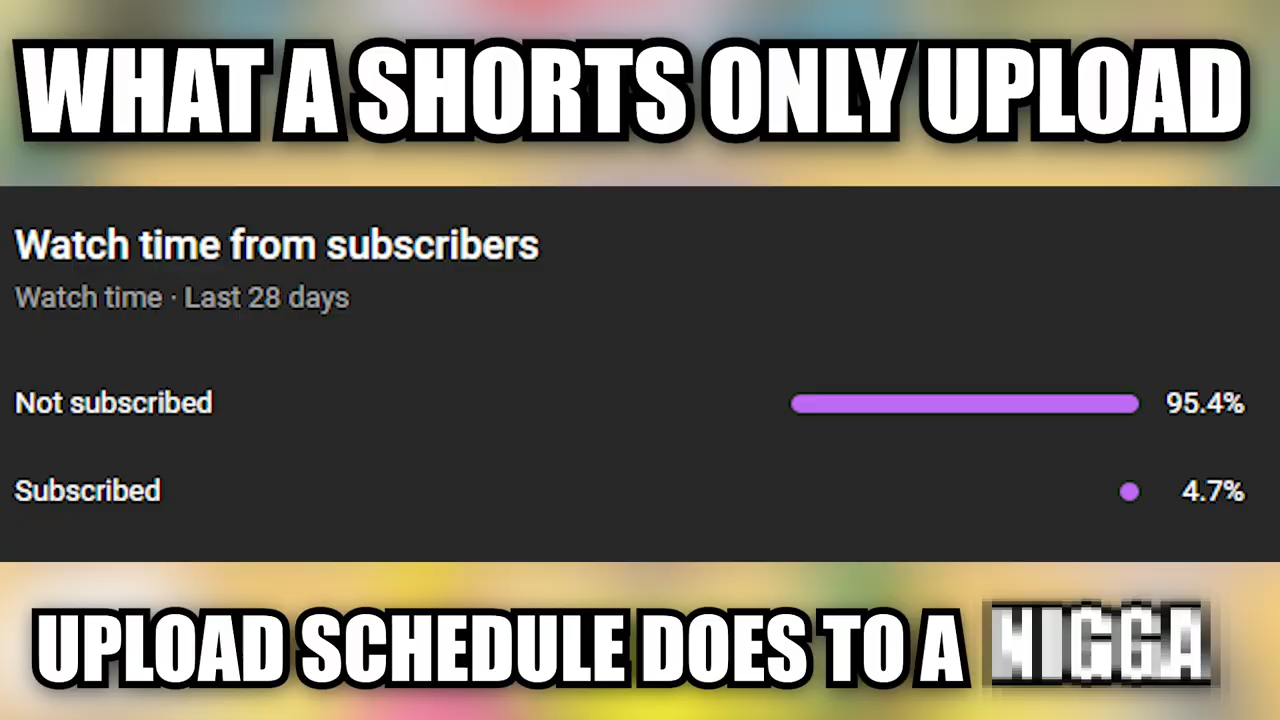 WHAT A SHORTS ONLY UPLOAD
Watch time from subscribers
Watch time · Last 28 days
Not subscribed 95.4%
Subscribed 4.7%
UPLOAD SCHEDULE DOES TO A NIGGA